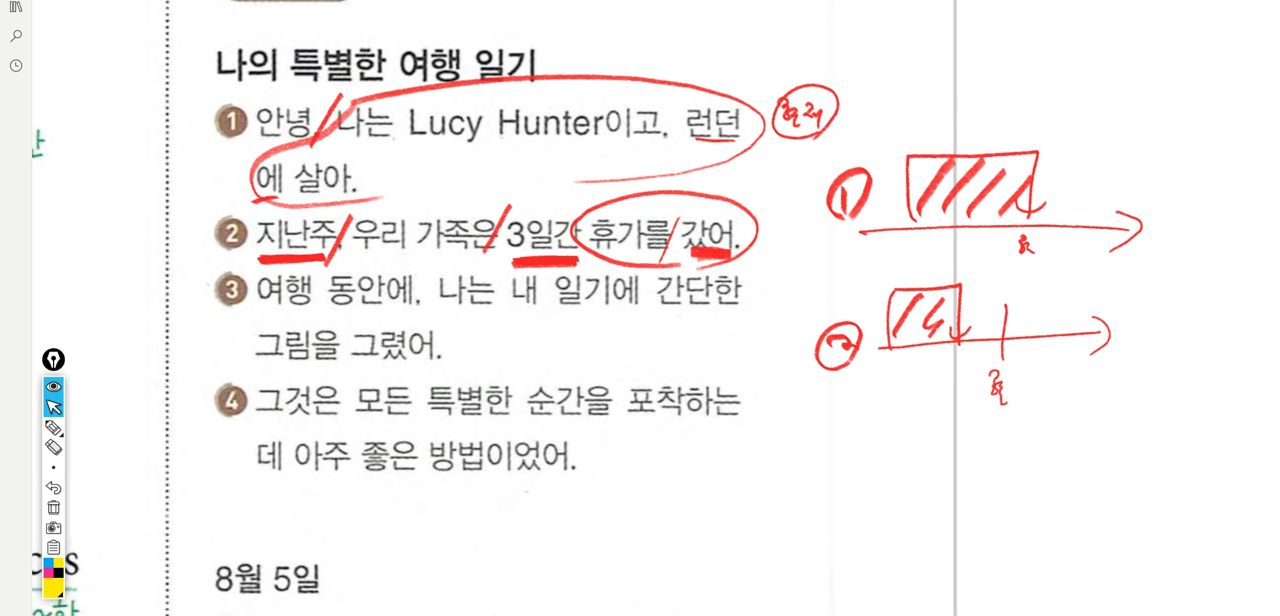 나의 특별한 여행 일기
1 안녕, 나는 Lucy Hunter이고, 런던
에 살아.
2 지난주, 우리 가족은 3일간 휴가를 갔어.
3 여행 동안에, 나는 내 일기에 간단한
그림을 그렸어.
4 그것은 모든 특별한 순간을 포착하는
데 아주 좋은 방법이었어.
8월 5일
①
②